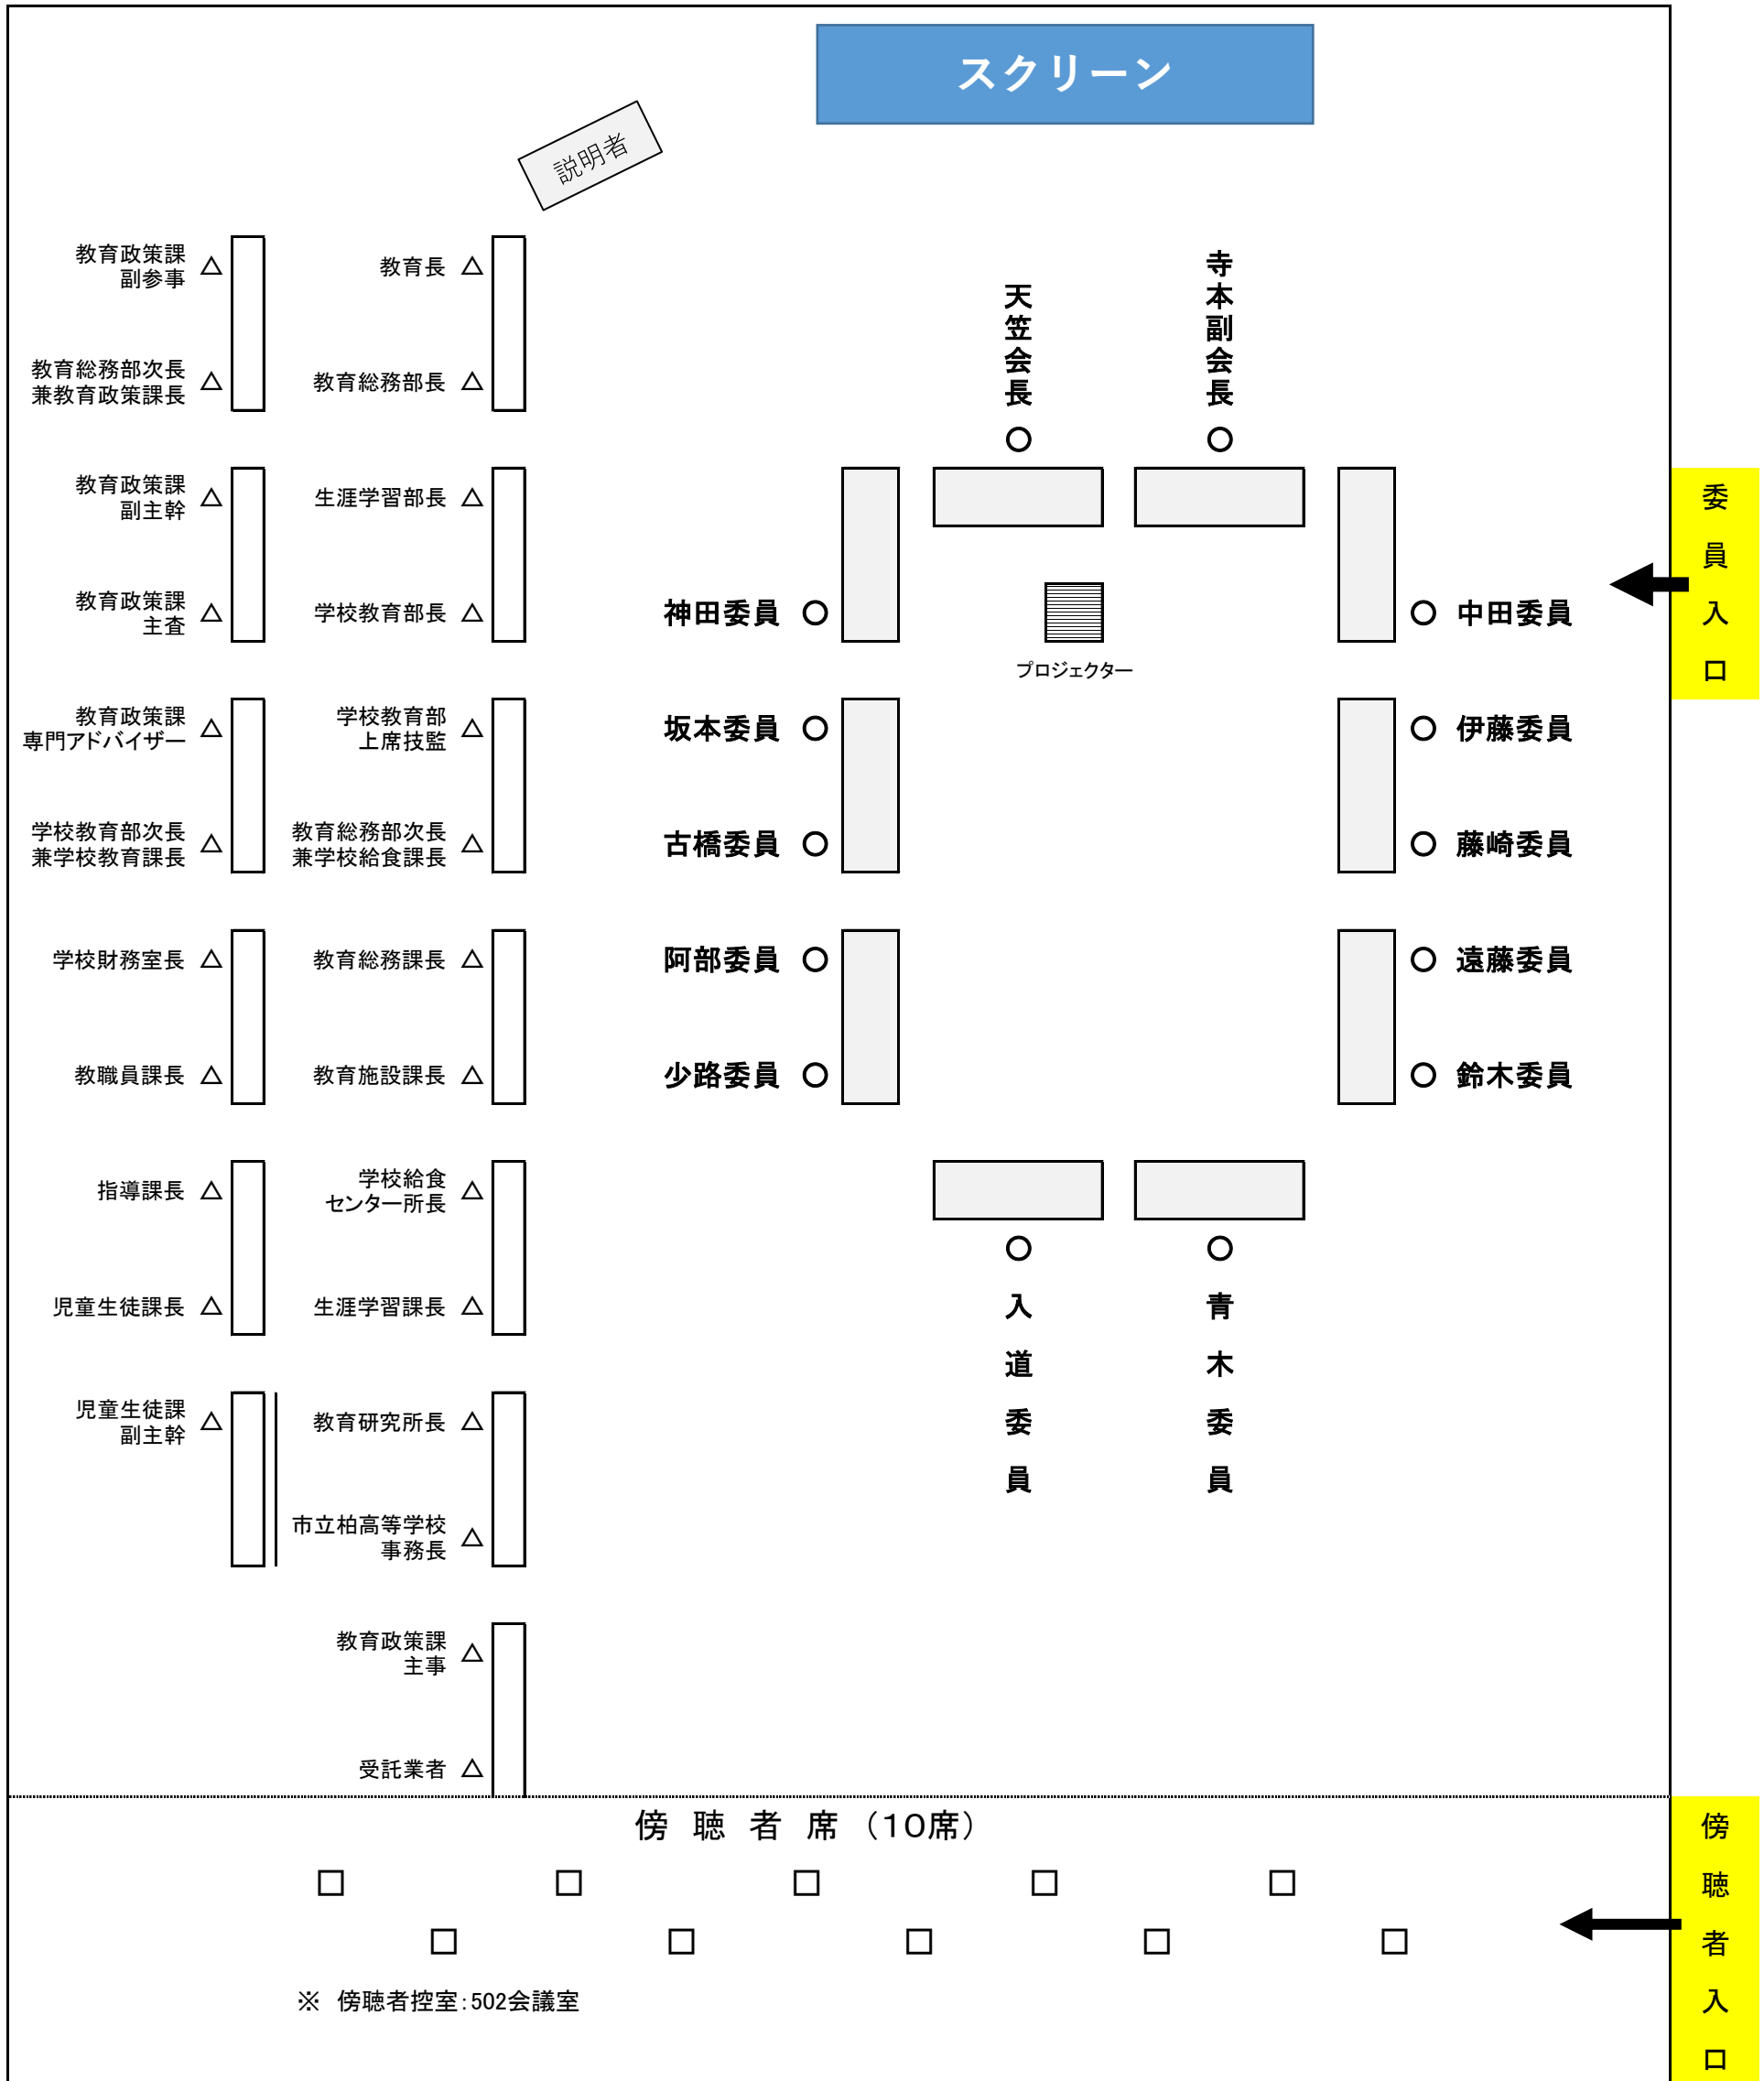 スクリーン
説明者
教育政策課
副参事
△
教育長 △
教育総務部次長
兼教育政策課長
△
教育総務部長 △
天笠会長
○
寺本副会長
○
教育政策課
副主幹
△
生涯学習部長 △
教育政策課
主査
△
学校教育部長 △
神田委員 ○
プロジェクター
○ 中田委員
委員入口
教育政策課
専門アドバイザー
△
学校教育部
上席技監
△
坂本委員 ○
○ 伊藤委員
学校教育部次長
兼学校教育課長
△
教育総務部次長
兼学校給食課長
△
古橋委員 ○
○ 藤崎委員
学校財務室長 △
教育総務課長 △
阿部委員 ○
○ 遠藤委員
教職員課長 △
教育施設課長 △
少路委員 ○
○ 鈴木委員
指導課長 △
学校給食
センター所長
△
○
入道委員
○
青木委員
児童生徒課長 △
生涯学習課長 △
児童生徒課
副主幹
△
教育研究所長 △
市立柏高等学校
事務長
△
教育政策課
主事
△
受託業者 △
傍 聴 者 席 （10席）
□ □ □ □ □
□ □ □ □ □
※ 傍聴者控室：502会議室
傍聴者入口